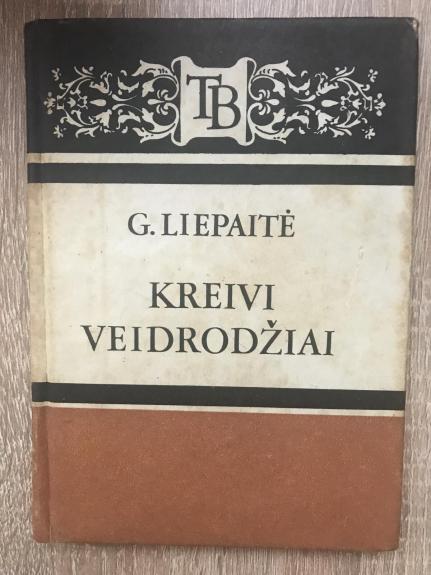 TB
G. LIEPAITĖ
KREIVI
VEIDRODŽIAI